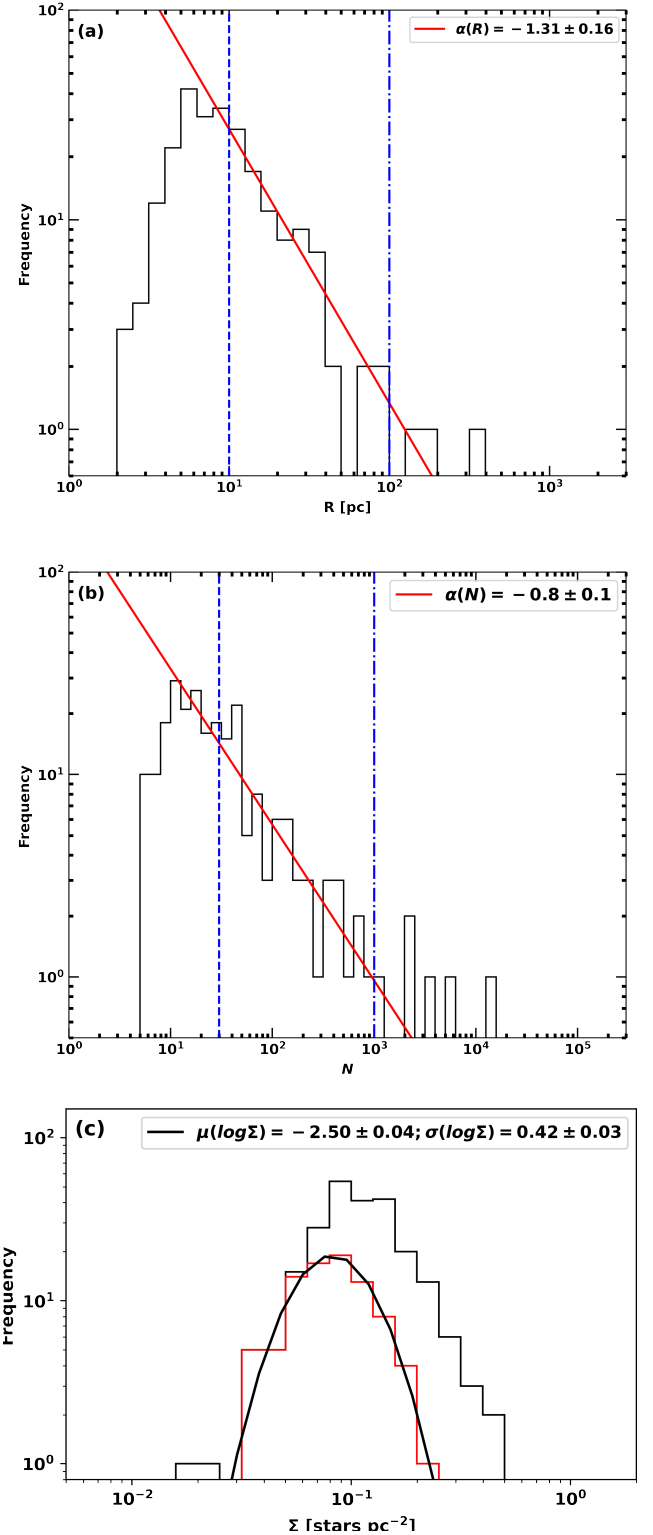 (a)
α(R) = −1.31 ± 0.16
10²
10¹
10⁰
Frequency
10⁰ 10¹ 10² 10³
R [pc]
(b)
α(N) = −0.8 ± 0.1
10²
10¹
10⁰
Frequency
10⁰ 10¹ 10² 10³ 10⁴ 10⁵
N
(c)
μ(logΣ) = −2.50 ± 0.04; σ(logΣ) = 0.42 ± 0.03
10²
10¹
10⁰
Frequency
10⁻² 10⁻¹ 10⁰
Σ [stars pc⁻²]